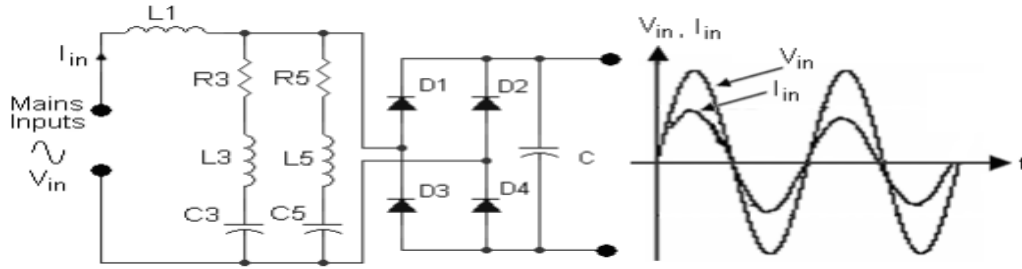 L1
I in
R3
R5
D1
D2
Mains
Inputs
V in
L3
L5
C
D3
D4
C3
C5
V in , I in
V in
I in
t